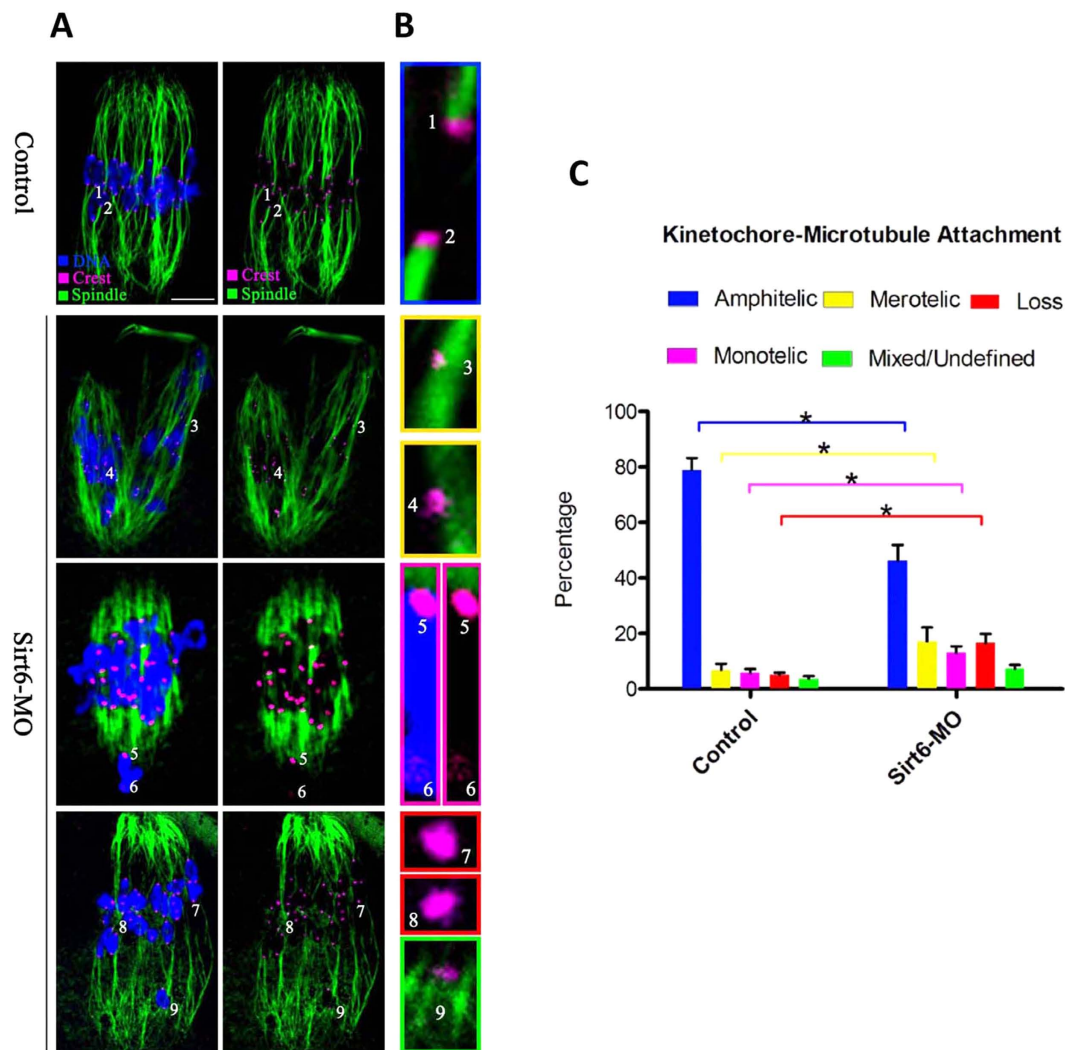 A
B
Control
1
2
1
2
DNA
Crest
Spindle
Crest
Spindle
1
2
Sirt6-MO
3
4
3
4
3
4
5
6
5
6
5
6
5
6
7
8
9
7
8
9
7
8
9
C
Kinetochore-Microtubule Attachment
Amphitelic Merotelic Loss
Monotelic Mixed/Undefined
Percentage
100
80
60
40
20
0
*
*
*
*
Control
Sirt6-MO